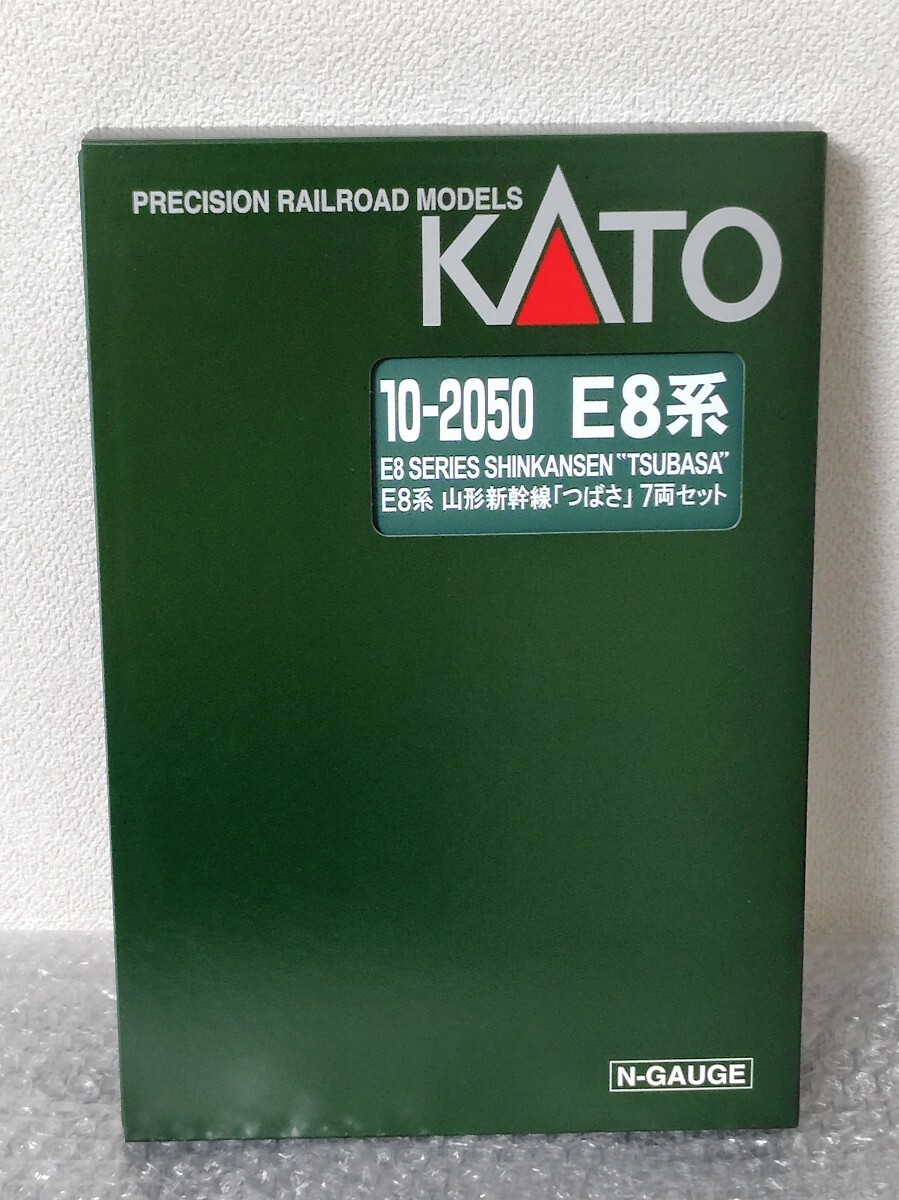 PRECISION RAILROAD MODELS
KATO
10-2050 E8系
E8 SERIES SHINKANSEN "TSUBASA"
E8系 山形新幹線「つばさ」 7両セット
N-GAUGE